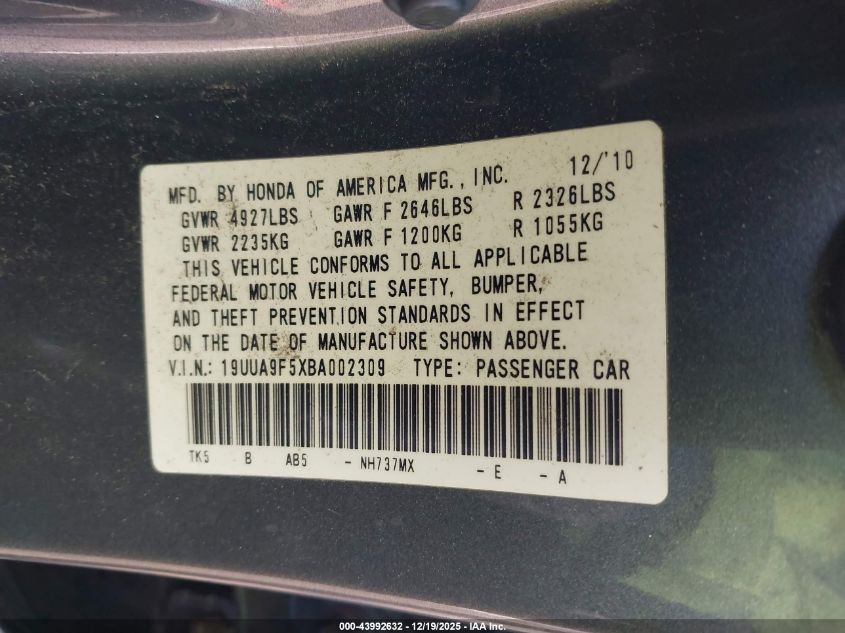 MFD. BY HONDA OF AMERICA MFG., INC. 12/'10
GVWR 4927LBS GAWR F 2646LBS R 2326LBS
GVWR 2235KG GAWR F 1200KG R 1055KG
THIS VEHICLE CONFORMS TO ALL APPLICABLE
FEDERAL MOTOR VEHICLE SAFETY, BUMPER,
AND THEFT PREVENTION STANDARDS IN EFFECT
ON THE DATE OF MANUFACTURE SHOWN ABOVE.
V.I.N.: 19UUA9F5XBA002309 TYPE: PASSENGER CAR
TK5 B AB5 - NH737MX - E - A
000-43992632 - 12/19/2025 - IAA Inc.